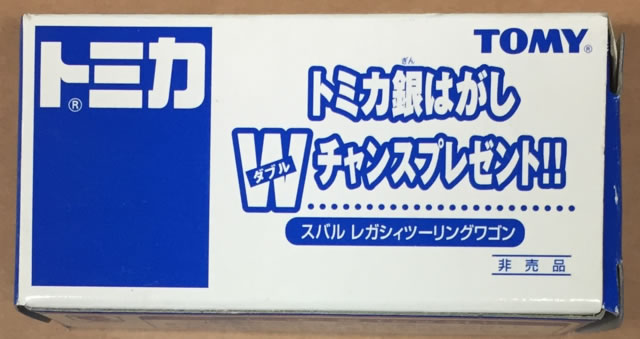 トミカ®
TOMY®
ぎん
トミカ銀はがし
Wダブルチャンスプレゼント!!
スバル レガシィツーリングワゴン
非売品